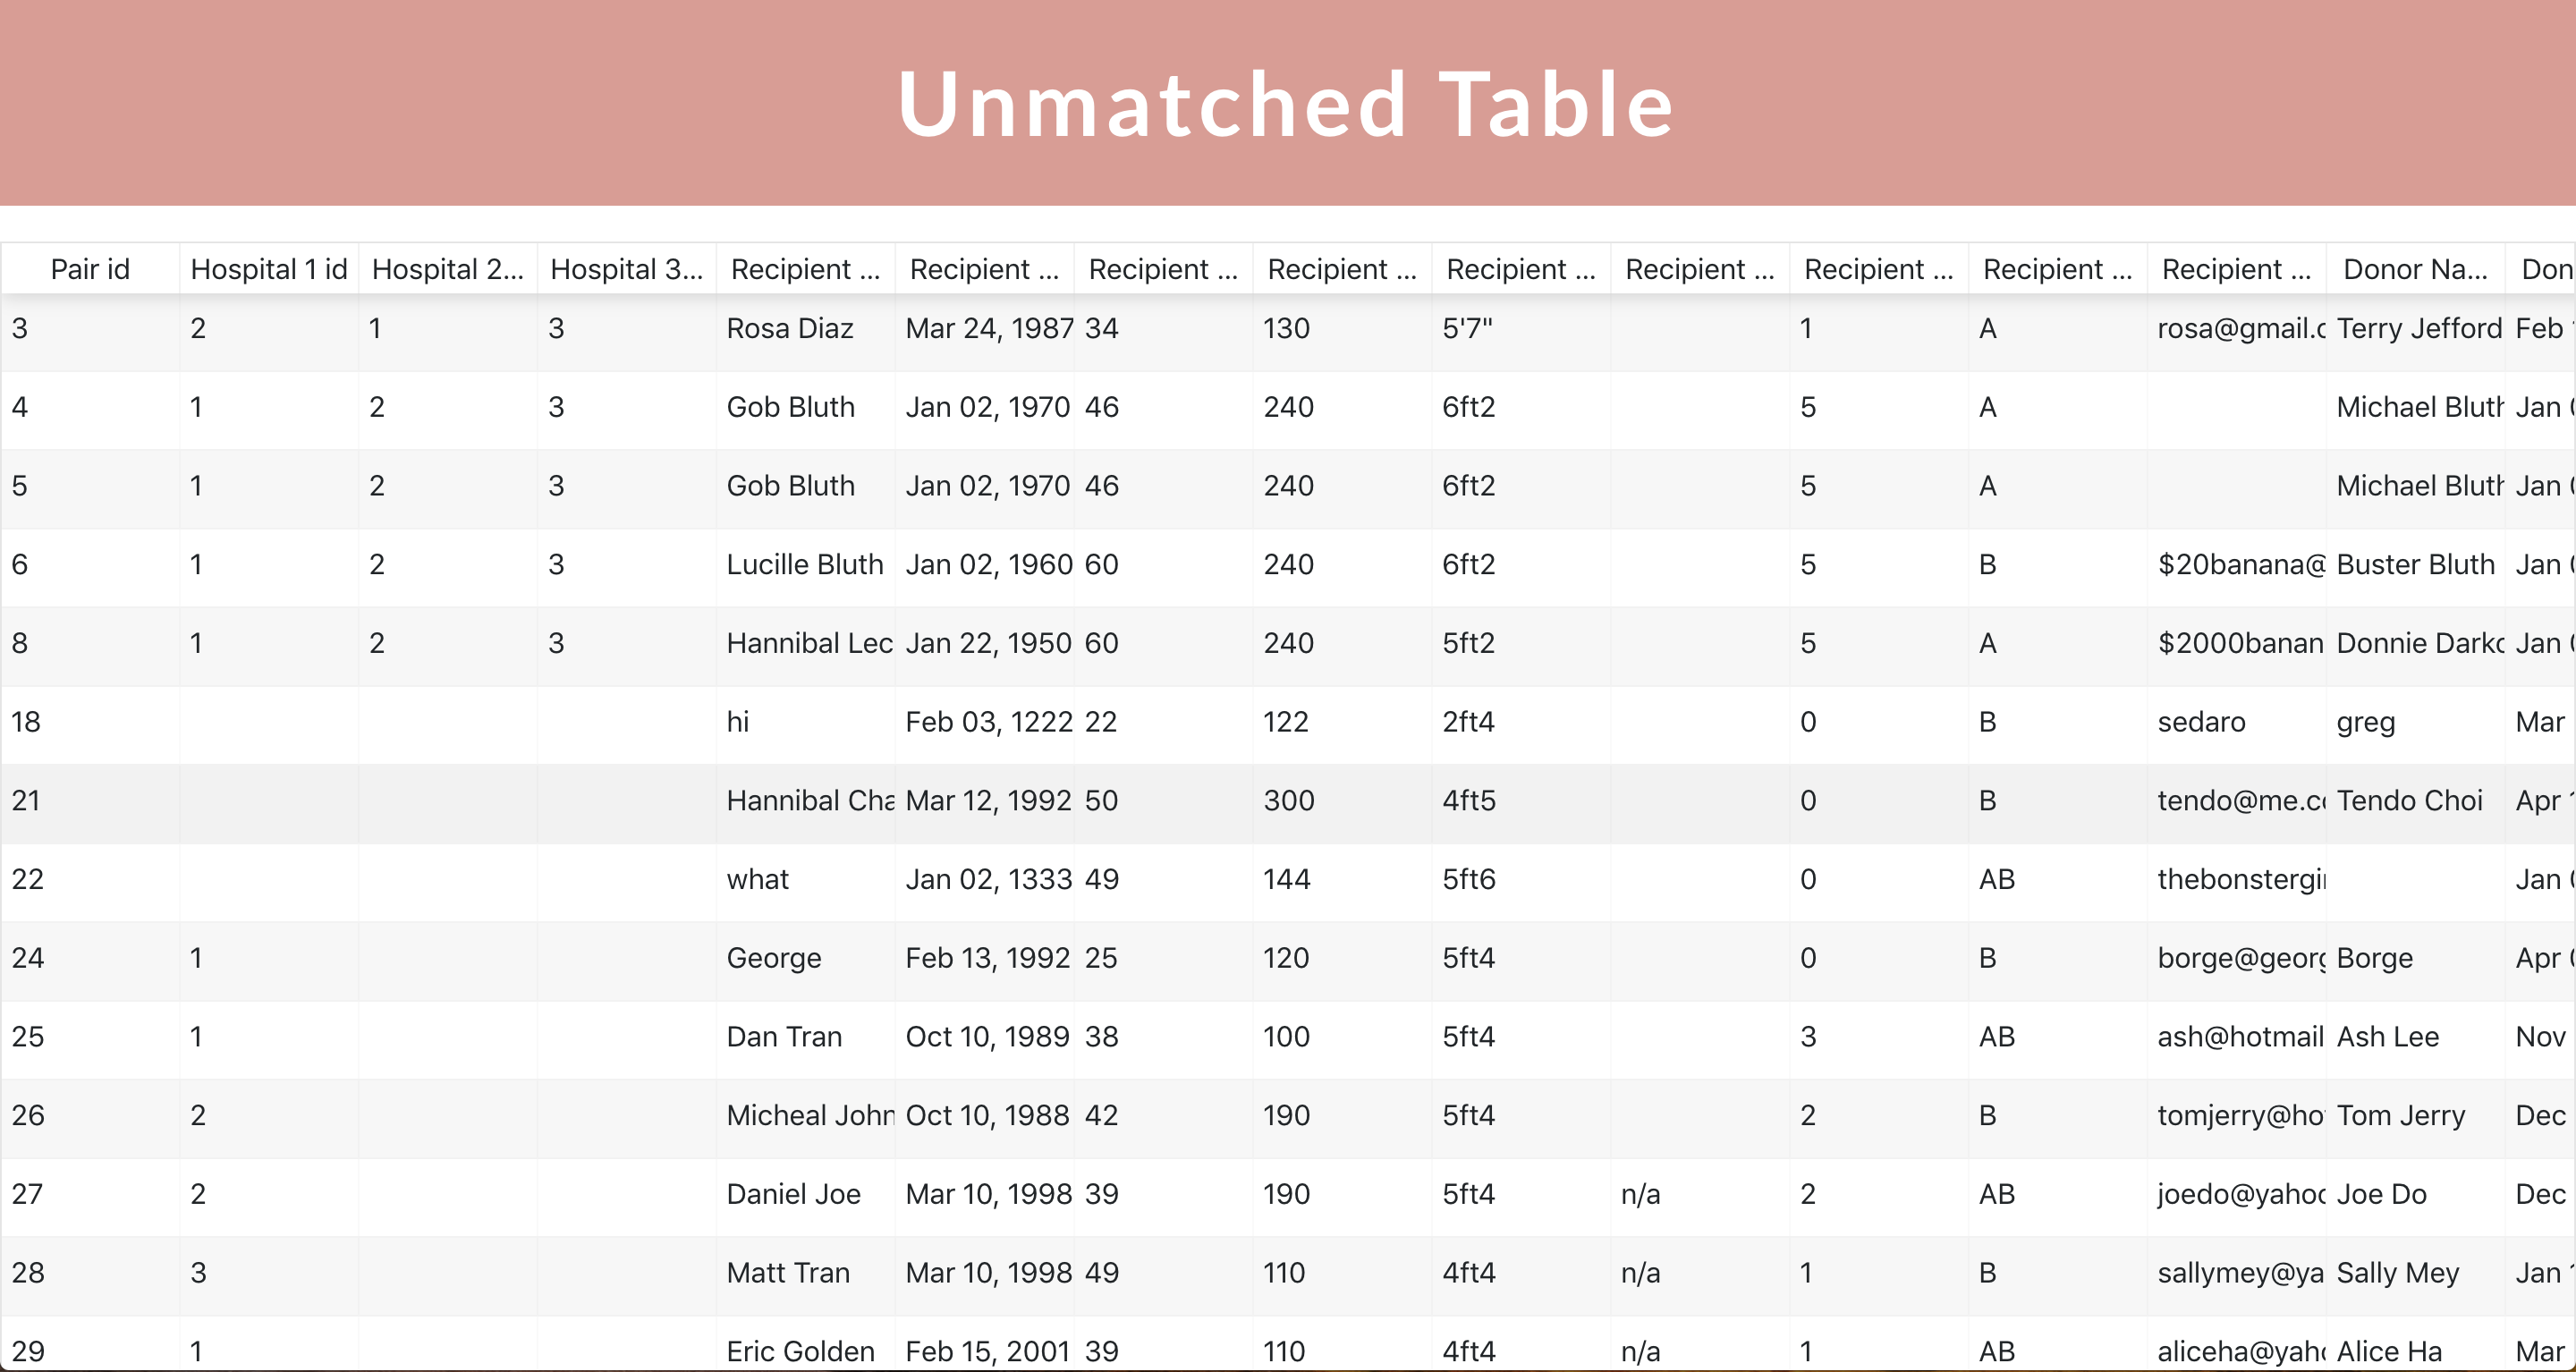 Unmatched Table
Pair id Hospital 1 id Hospital 2... Hospital 3... Recipient ... Recipient ... Recipient ... Recipient ... Recipient ... Recipient ... Recipient ... Recipient ... Recipient ... Donor Na... Don
3 2 1 3 Rosa Diaz Mar 24, 1987 34 130 5'7" 1 A rosa@gmail.c Terry Jefford Feb
4 1 2 3 Gob Bluth Jan 02, 1970 46 240 6ft2 5 A Michael Bluth Jan
5 1 2 3 Gob Bluth Jan 02, 1970 46 240 6ft2 5 A Michael Bluth Jan
6 1 2 3 Lucille Bluth Jan 02, 1960 60 240 6ft2 5 B $20banana@ Buster Bluth Jan
8 1 2 3 Hannibal Lec Jan 22, 1950 60 240 5ft2 5 A $2000banan Donnie Darko Jan
18 hi Feb 03, 1222 22 122 2ft4 0 B sedaro greg Mar
21 Hannibal Cha Mar 12, 1992 50 300 4ft5 0 B tendo@me.co Tendo Choi Apr
22 what Jan 02, 1333 49 144 5ft6 0 AB thebonstergir Jan
24 1 George Feb 13, 1992 25 120 5ft4 0 B borge@georg Borge Apr
25 1 Dan Tran Oct 10, 1989 38 100 5ft4 3 AB ash@hotmail Ash Lee Nov
26 2 Micheal John Oct 10, 1988 42 190 5ft4 2 B tomjerry@hot Tom Jerry Dec
27 2 Daniel Joe Mar 10, 1998 39 190 5ft4 n/a 2 AB joedo@yahoo Joe Do Dec
28 3 Matt Tran Mar 10, 1998 49 110 4ft4 n/a 1 B sallymey@ya Sally Mey Jan
29 1 Eric Golden Feb 15, 2001 39 110 4ft4 n/a 1 AB aliceha@yaho Alice Ha Mar